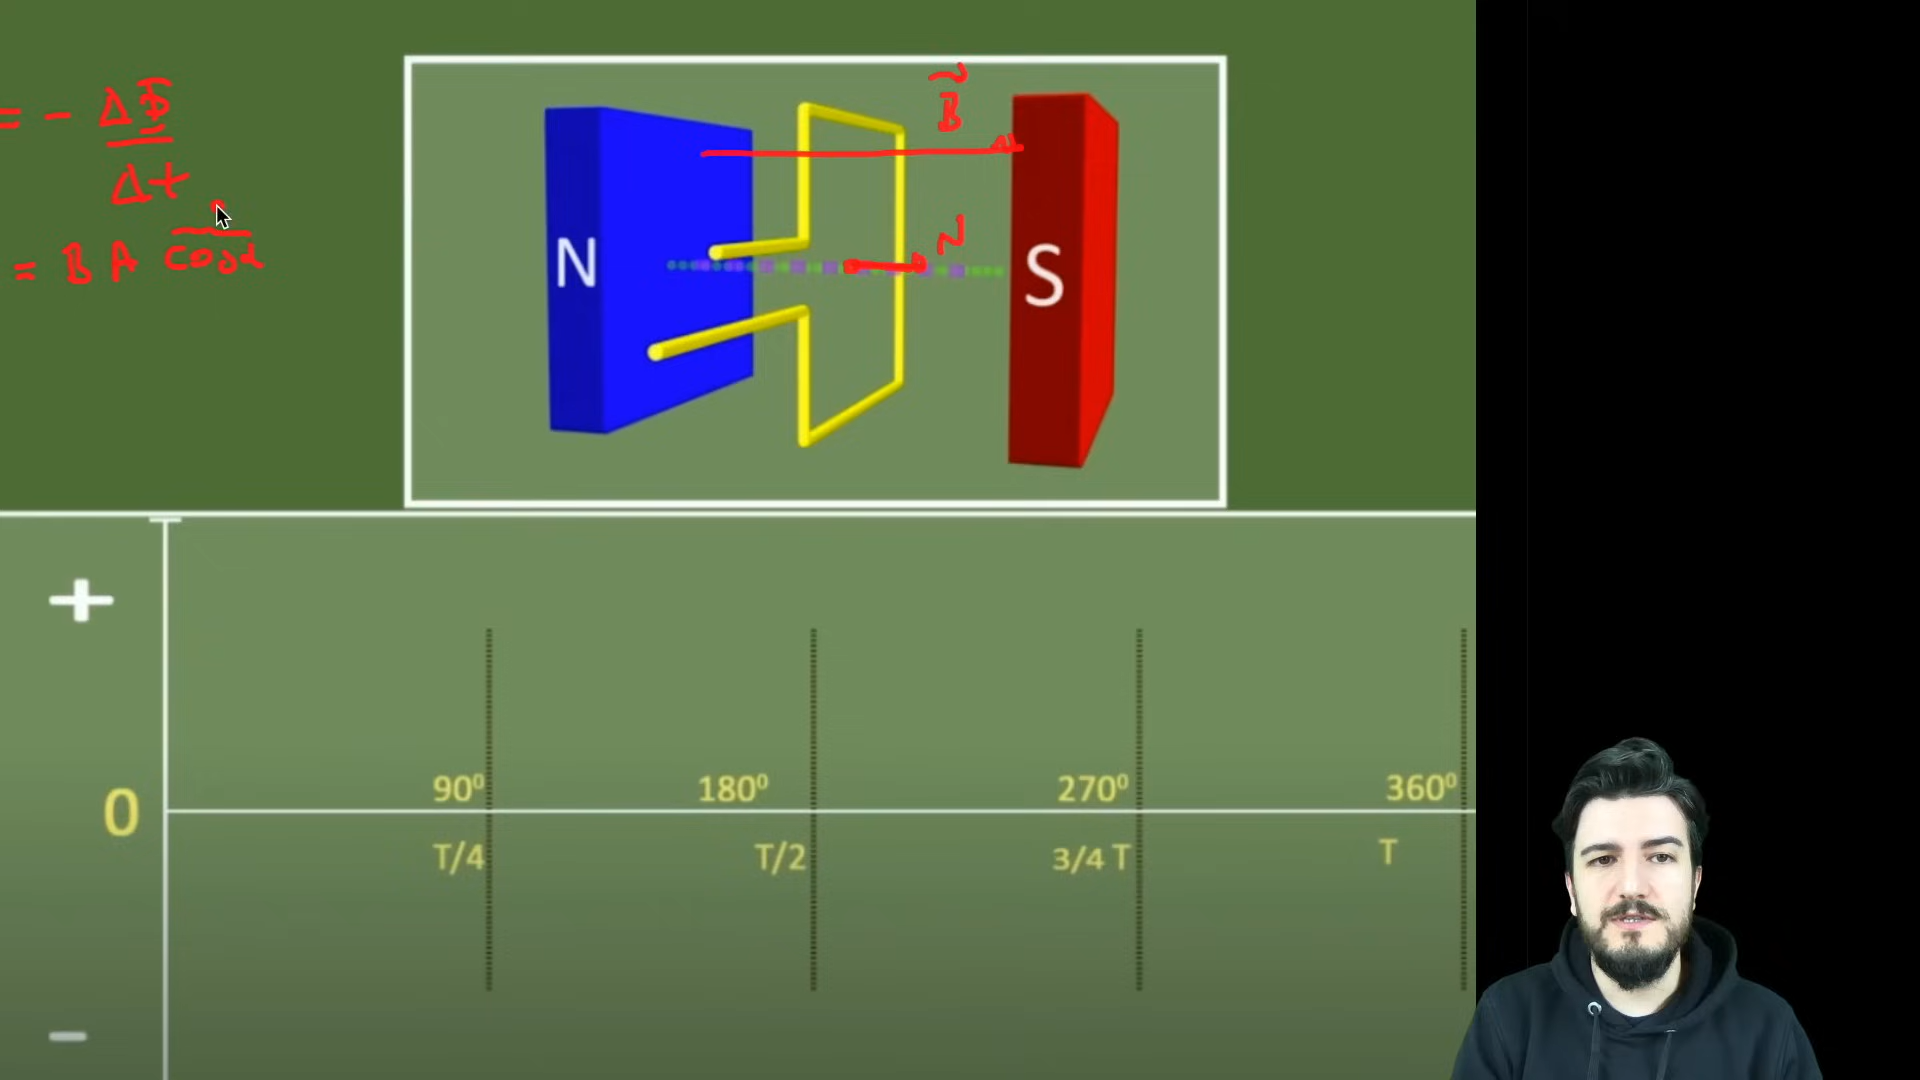 = - ΔΦ
Δt
= B A cosα
B
N
N
S
+
0
90⁰
180⁰
270⁰
360⁰
T/4
T/2
3/4 T
T
-